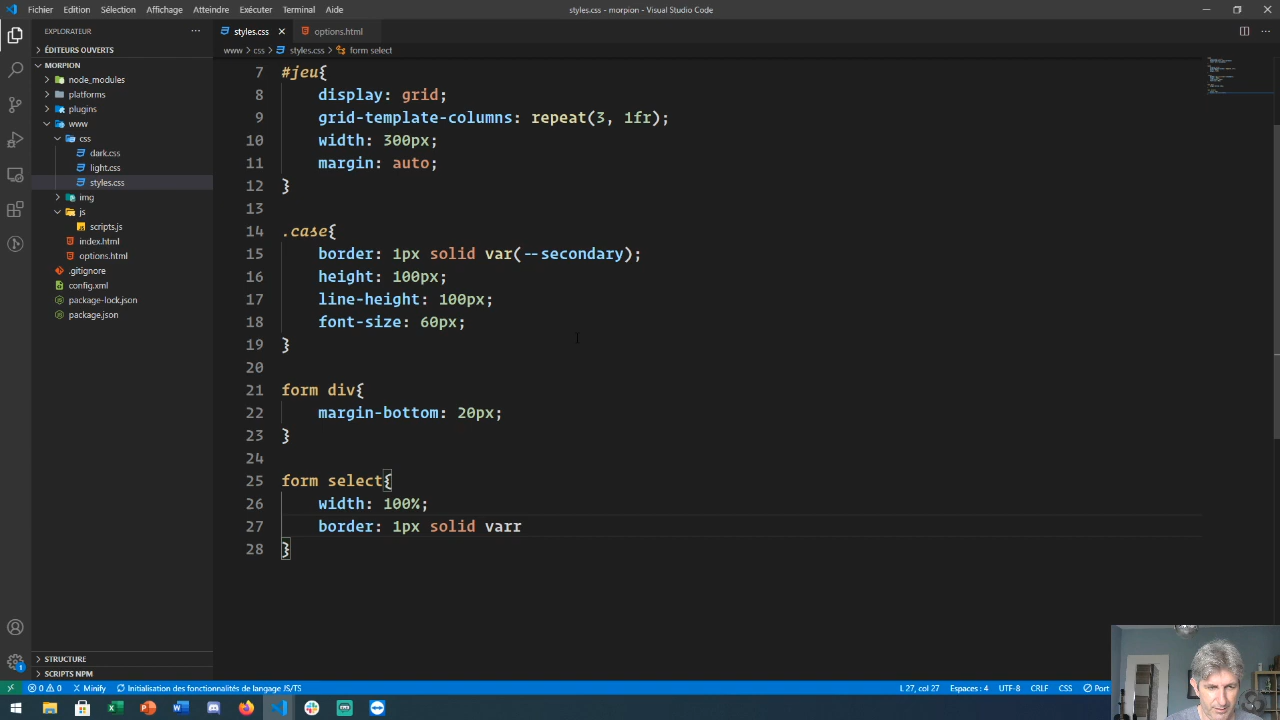 Fichier Edition Sélection Affichage Atteindre Exécuter Terminal Aide
styles.css - morpion - Visual Studio Code
EXPLORATEUR
styles.css
options.html
ÉDITEURS OUVERTS
www > css > styles.css > form select
MORPION
node_modules
platforms
plugins
www
css
dark.css
light.css
styles.css
img
js
scripts.js
index.html
options.html
.gitignore
config.xml
package-lock.json
package.json
7 #jeu{
8 display: grid;
9 grid-template-columns: repeat(3, 1fr);
10 width: 300px;
11 margin: auto;
12 }
13
14 .case{
15 border: 1px solid var(--secondary);
16 height: 100px;
17 line-height: 100px;
18 font-size: 60px;
19 }
20
21 form div{
22 margin-bottom: 20px;
23 }
24
25 form select{
26 width: 100%;
27 border: 1px solid varr
28 }
STRUCTURE
SCRIPTS NPM
0 0 Minify Initialisation des fonctionnalités de langage JS/TS
L 27, col 27 Espaces : 4 UTF-8 CRLF CSS Port